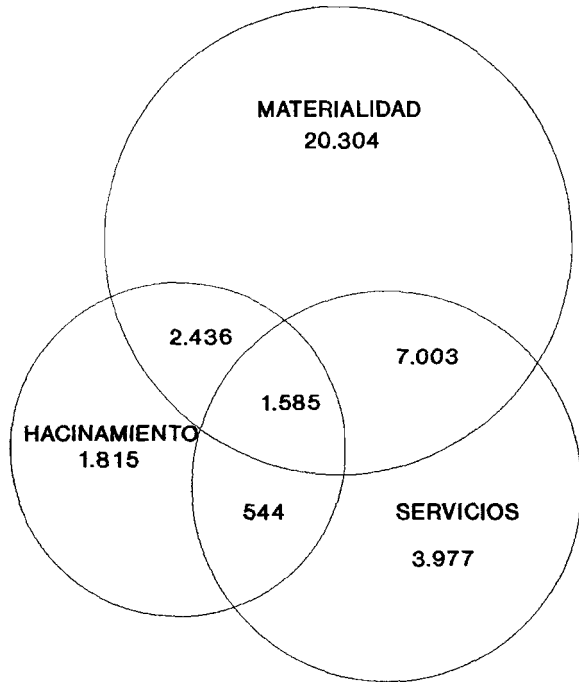 MATERIALIDAD
20.304
2.436
7.003
1.585
HACINAMIENTO
1.815
544
SERVICIOS
3.977